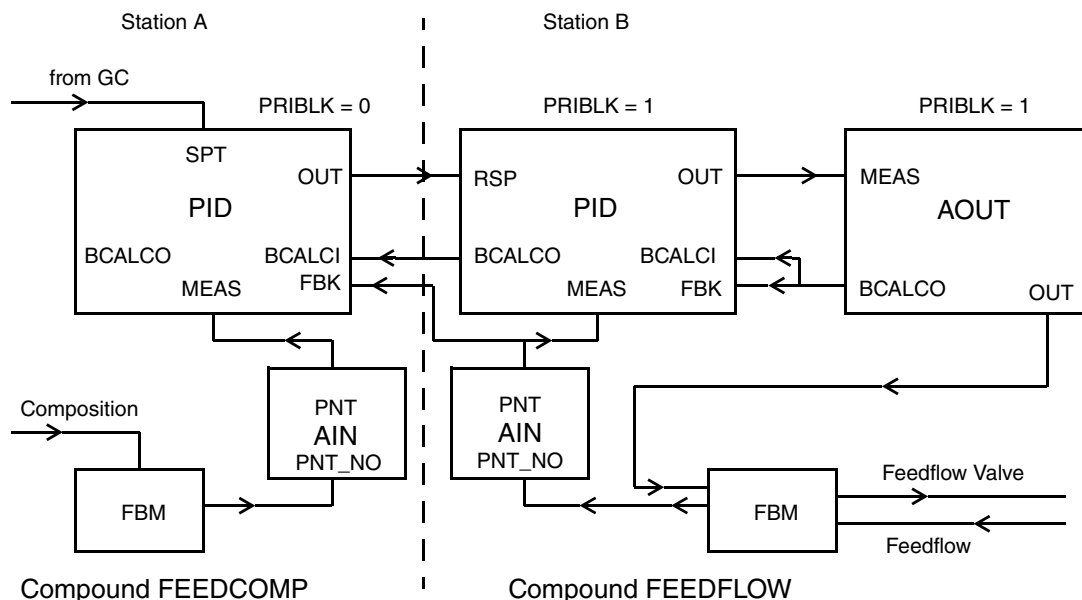 Station A
Station B
from GC
PRIBLK = 0
PRIBLK = 1
PRIBLK = 1
SPT
OUT
PID
BCALCO
BCALCI
MEAS
FBK
RSP
OUT
PID
BCALCO
BCALCI
MEAS
FBK
MEAS
AOUT
BCALCO
OUT
PNT
AIN
PNT_NO
PNT
AIN
PNT_NO
Composition
FBM
FBM
Feedflow Valve
Feedflow
Compound FEEDCOMP
Compound FEEDFLOW